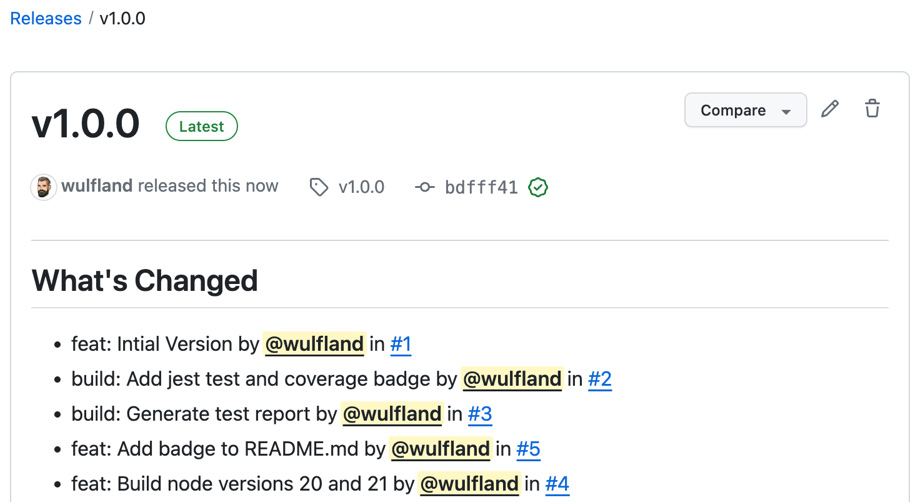 Releases / v1.0.0
v1.0.0 Latest Compare
wulfland released this now v1.0.0 bdfff41
What's Changed
• feat: Intial Version by @wulfland in #1
• build: Add jest test and coverage badge by @wulfland in #2
• build: Generate test report by @wulfland in #3
• feat: Add badge to README.md by @wulfland in #5
• feat: Build node versions 20 and 21 by @wulfland in #4